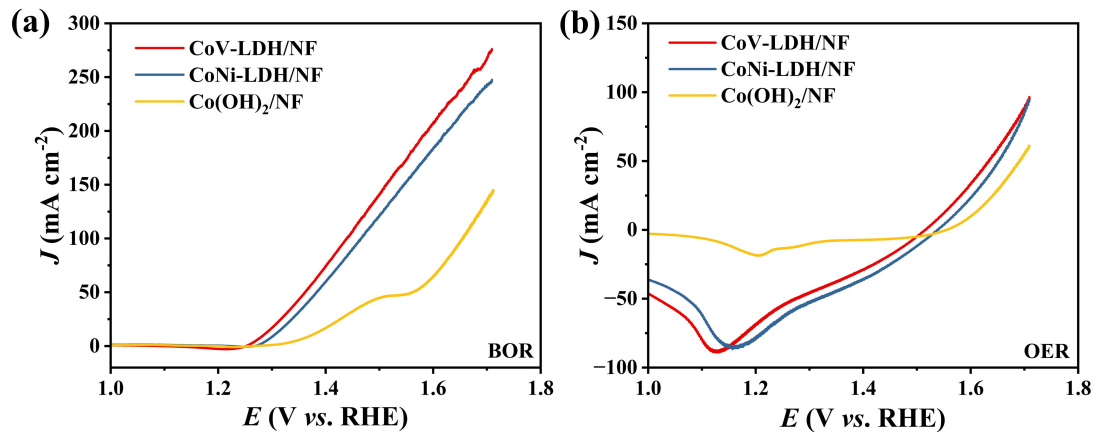 (a)
300
250
200
150
100
50
0
J (mA cm⁻²)
CoV-LDH/NF
CoNi-LDH/NF
Co(OH)₂/NF
BOR
1.0 1.2 1.4 1.6 1.8
E (V vs. RHE)
(b)
150
100
50
0
−50
−100
J (mA cm⁻²)
CoV-LDH/NF
CoNi-LDH/NF
Co(OH)₂/NF
OER
1.0 1.2 1.4 1.6 1.8
E (V vs. RHE)